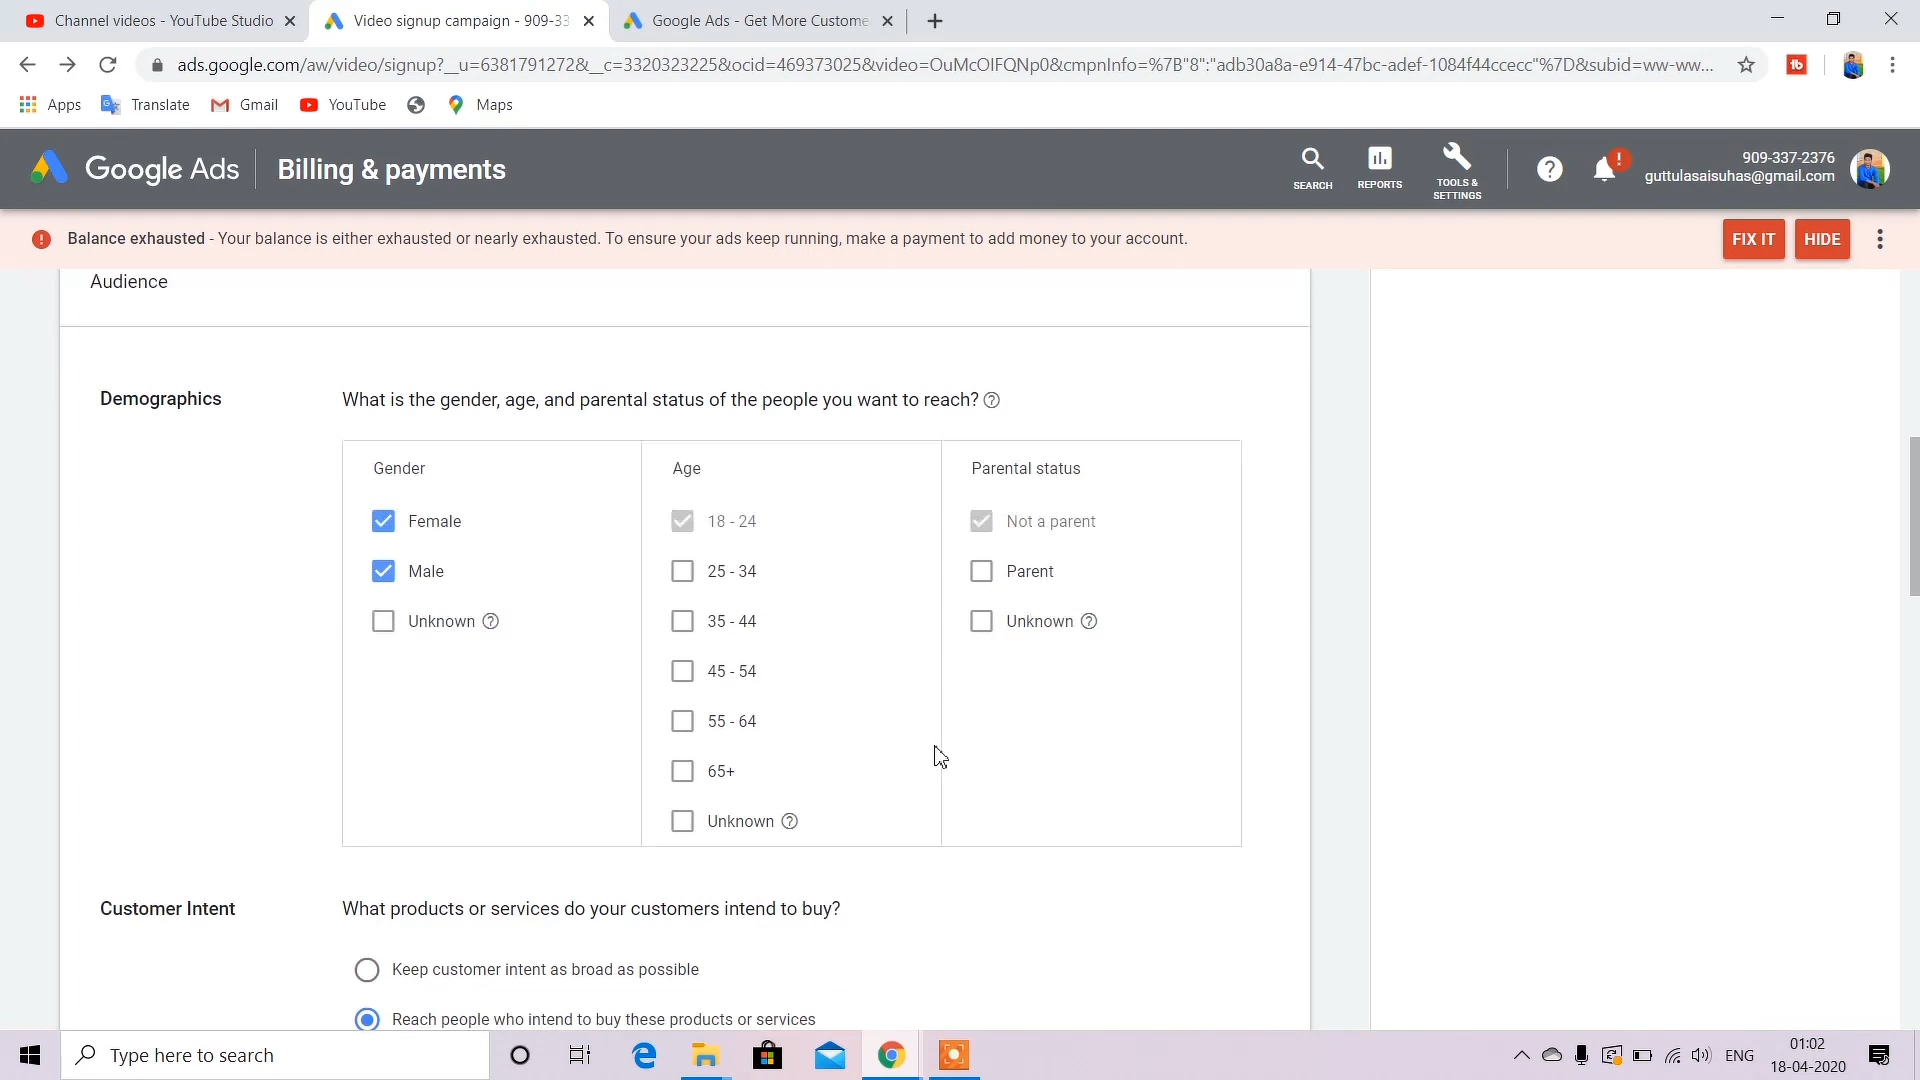 Channel videos - YouTube Studio
Video signup campaign - 909-33
Google Ads - Get More Custome
ads.google.com/aw/video/signup?__u=6381791272&__c=3320323225&ocid=469373025&video=OuMcOIFQNp0&cmpnInfo=%7B"8":"adb30a8a-e914-47bc-adef-1084f44ccecc"%7D&subid=ww-ww...
Apps
Translate
Gmail
YouTube
Maps
Google Ads
Billing & payments
SEARCH
REPORTS
TOOLS &
SETTINGS
909-337-2376
guttulasaisuhas@gmail.com
Balance exhausted - Your balance is either exhausted or nearly exhausted. To ensure your ads keep running, make a payment to add money to your account.
FIX IT
HIDE
Audience
Demographics
What is the gender, age, and parental status of the people you want to reach?
Gender
Age
Parental status
Female
18 - 24
Not a parent
Male
25 - 34
Parent
Unknown
35 - 44
Unknown
45 - 54
55 - 64
65+
Unknown
Customer Intent
What products or services do your customers intend to buy?
Keep customer intent as broad as possible
Reach people who intend to buy these products or services
Type here to search
ENG
01:02
18-04-2020